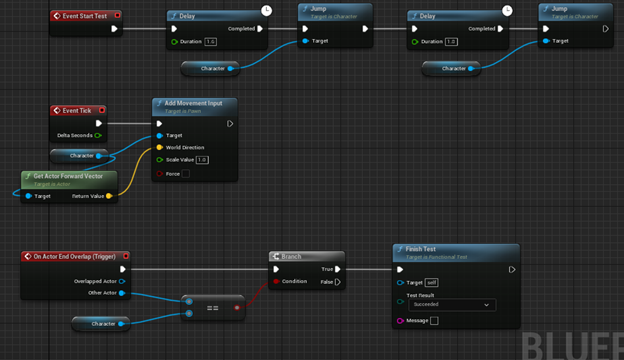 Event Start Test
Delay
Completed
Duration 1.5
Character
Jump
Target is Character
Target
Delay
Completed
Duration 1.0
Character
Jump
Target is Character
Target
Event Tick
Delta Seconds
Character
Get Actor Forward Vector
Target is Actor
Target
Return Value
Add Movement Input
Target is Pawn
Target
World Direction
Scale Value 1.0
Force
On Actor End Overlap (Trigger)
Overlapped Actor
Other Actor
Character
==
Branch
True
Condition
False
Finish Test
Target is Functional Test
Target self
Test Result
Succeeded
Message